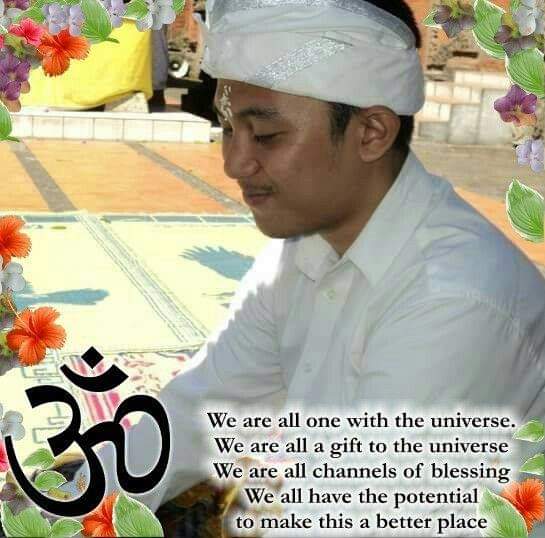 ॐ
We are all one with the universe.
We are all a gift to the universe
We are all channels of blessing
We all have the potential
to make this a better place